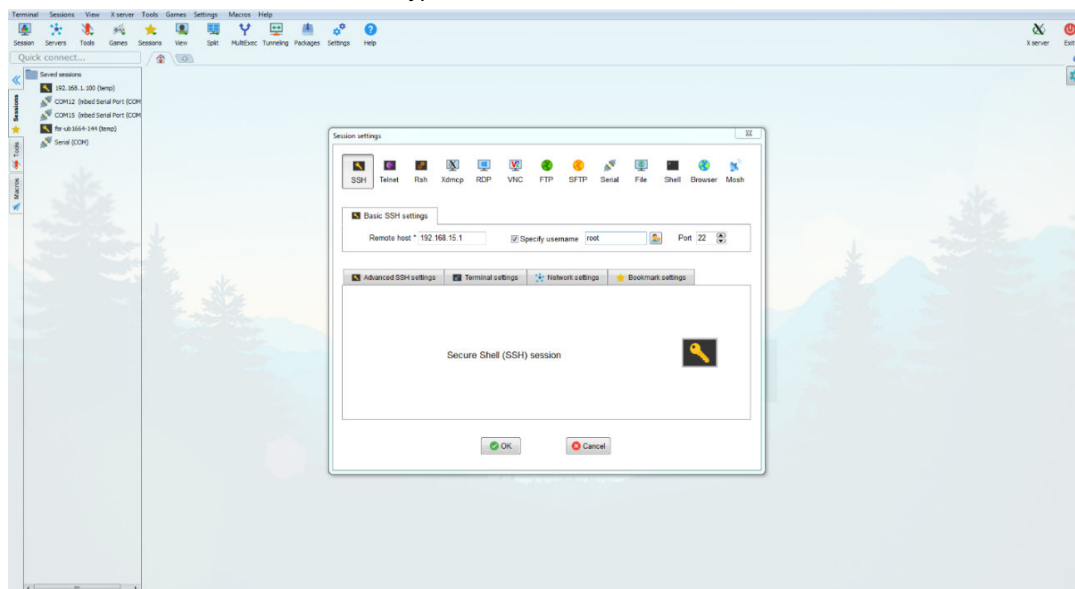 Terminal Sessions View X server Tools Games Settings Macros Help
Session Servers Tools Games Sessions View Split MultiExec Tunneling Packages Settings Help X server Exit
Quick connect...
Saved sessions
192.168.1.100 (temp)
COM12 (mbed Serial Port (COM
COM15 (mbed Serial Port (COM
Serial (COM)
Sessions
Tools
Macros
Session settings
SSH Telnet Rsh Xdmcp RDP VNC FTP SFTP Serial File Shell Browser Mosh
Basic SSH settings
Remote host * 192.168.15.1 Specify username root Port 22
Advanced SSH settings Terminal settings Network settings Bookmark settings
Secure Shell (SSH) session
OK Cancel